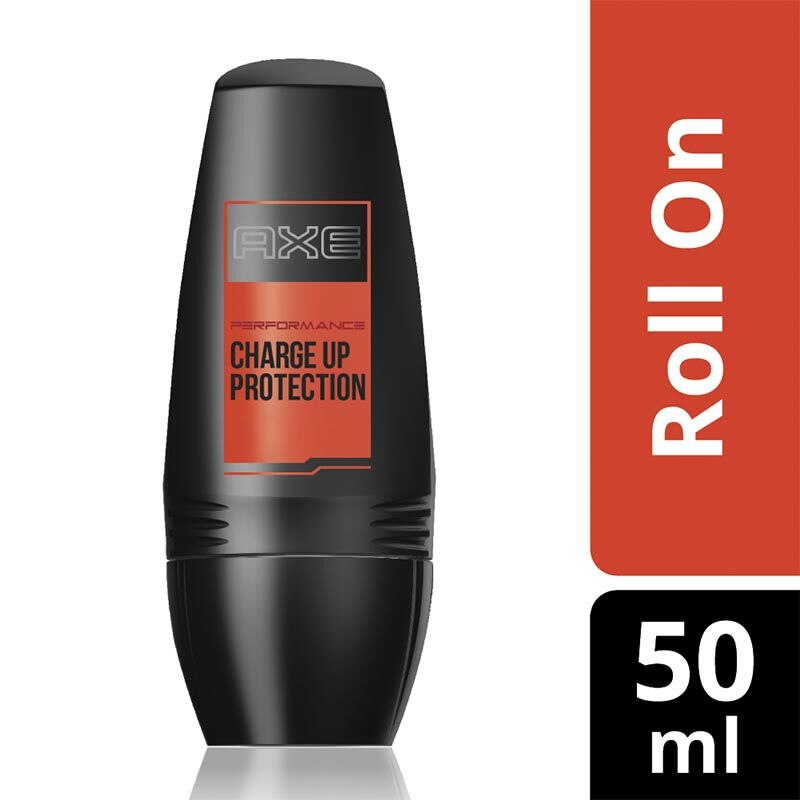 AXE
PERFORMANCE
CHARGE UP
PROTECTION
Roll On
50
ml